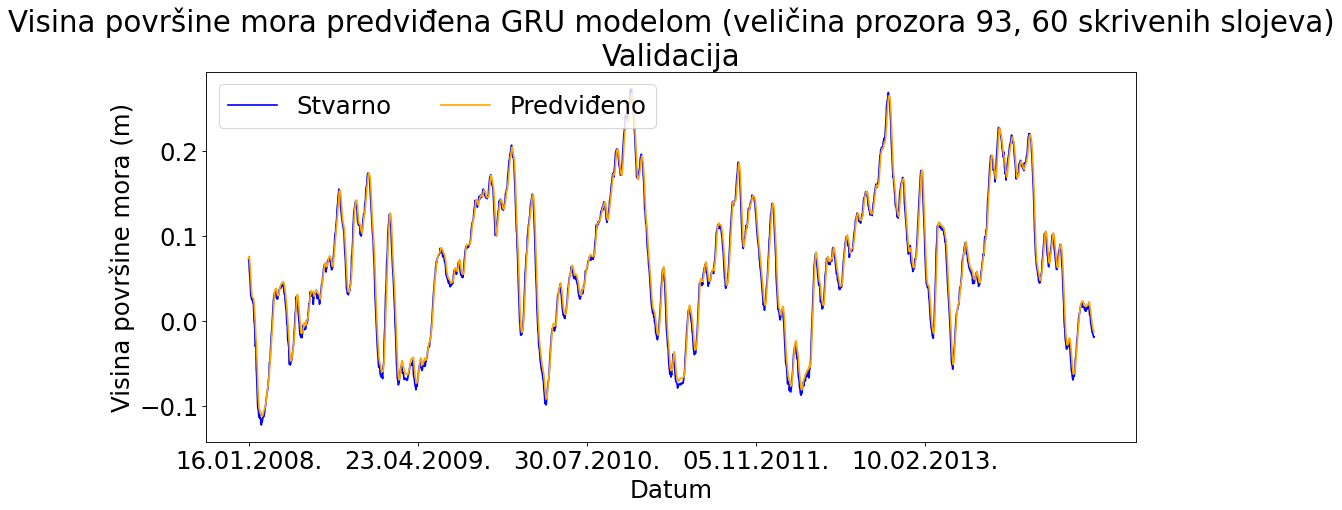 Visina površine mora predviđena GRU modelom (veličina prozora 93, 60 skrivenih slojeva)
Validacija
Stvarno
Predviđeno
Visina površine mora (m)
0.2
0.1
0.0
−0.1
16.01.2008.
23.04.2009.
30.07.2010.
05.11.2011.
10.02.2013.
Datum